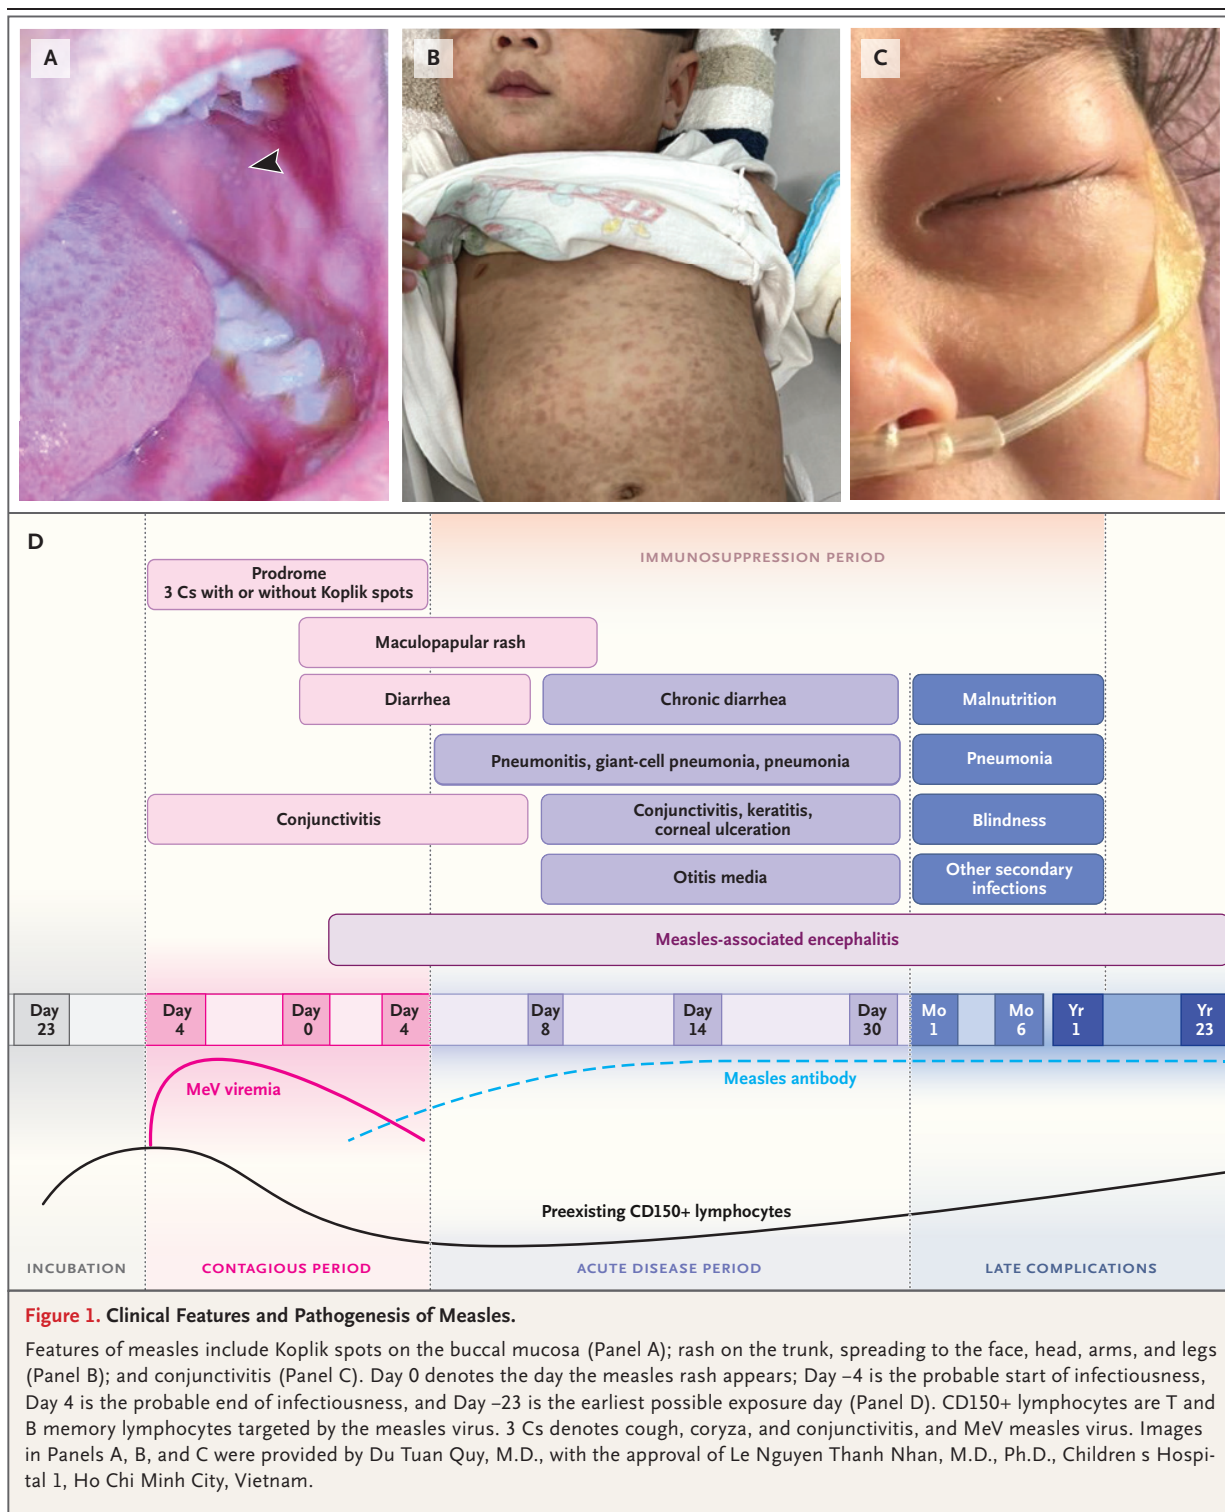 A
B
C
D
IMMUNOSUPPRESSION PERIOD
Prodrome
3 Cs with or without Koplik spots
Maculopapular rash
Diarrhea
Chronic diarrhea
Malnutrition
Pneumonitis, giant-cell pneumonia, pneumonia
Pneumonia
Conjunctivitis
Conjunctivitis, keratitis,
corneal ulceration
Blindness
Otitis media
Other secondary
infections
Measles-associated encephalitis
Day
23
Day
4
Day
0
Day
4
Day
8
Day
14
Day
30
Mo
1
Mo
6
Yr
1
Yr
23
MeV viremia
Measles antibody
Preexisting CD150+ lymphocytes
INCUBATION
CONTAGIOUS PERIOD
ACUTE DISEASE PERIOD
LATE COMPLICATIONS
Figure 1. Clinical Features and Pathogenesis of Measles.
Features of measles include Koplik spots on the buccal mucosa (Panel A); rash on the trunk, spreading to the face, head, arms, and legs
(Panel B); and conjunctivitis (Panel C). Day 0 denotes the day the measles rash appears; Day –4 is the probable start of infectiousness,
Day 4 is the probable end of infectiousness, and Day –23 is the earliest possible exposure day (Panel D). CD150+ lymphocytes are T and
B memory lymphocytes targeted by the measles virus. 3 Cs denotes cough, coryza, and conjunctivitis, and MeV measles virus. Images
in Panels A, B, and C were provided by Du Tuan Quy, M.D., with the approval of Le Nguyen Thanh Nhan, M.D., Ph.D., Children s Hospi-
tal 1, Ho Chi Minh City, Vietnam.